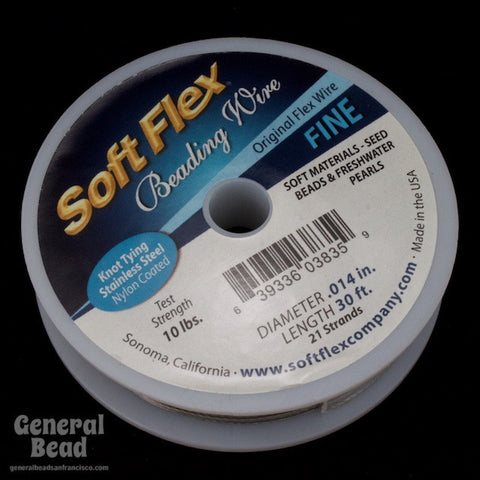 Soft Flex
Beading Wire
Original Flex Wire
FINE
SOFT MATERIALS - SEED
BEADS & FRESHWATER
PEARLS
Knot Tying
Stainless Steel
Nylon Coated
Test
Strength
10 lbs.
6 39336 03835 9
DIAMETER .014 in.
LENGTH 30 ft.
21 Strands
Sonoma, California · www.softflexcompany.com · Made in the USA
GENERAL
BEAD
generalbeadsanfrancisco.com